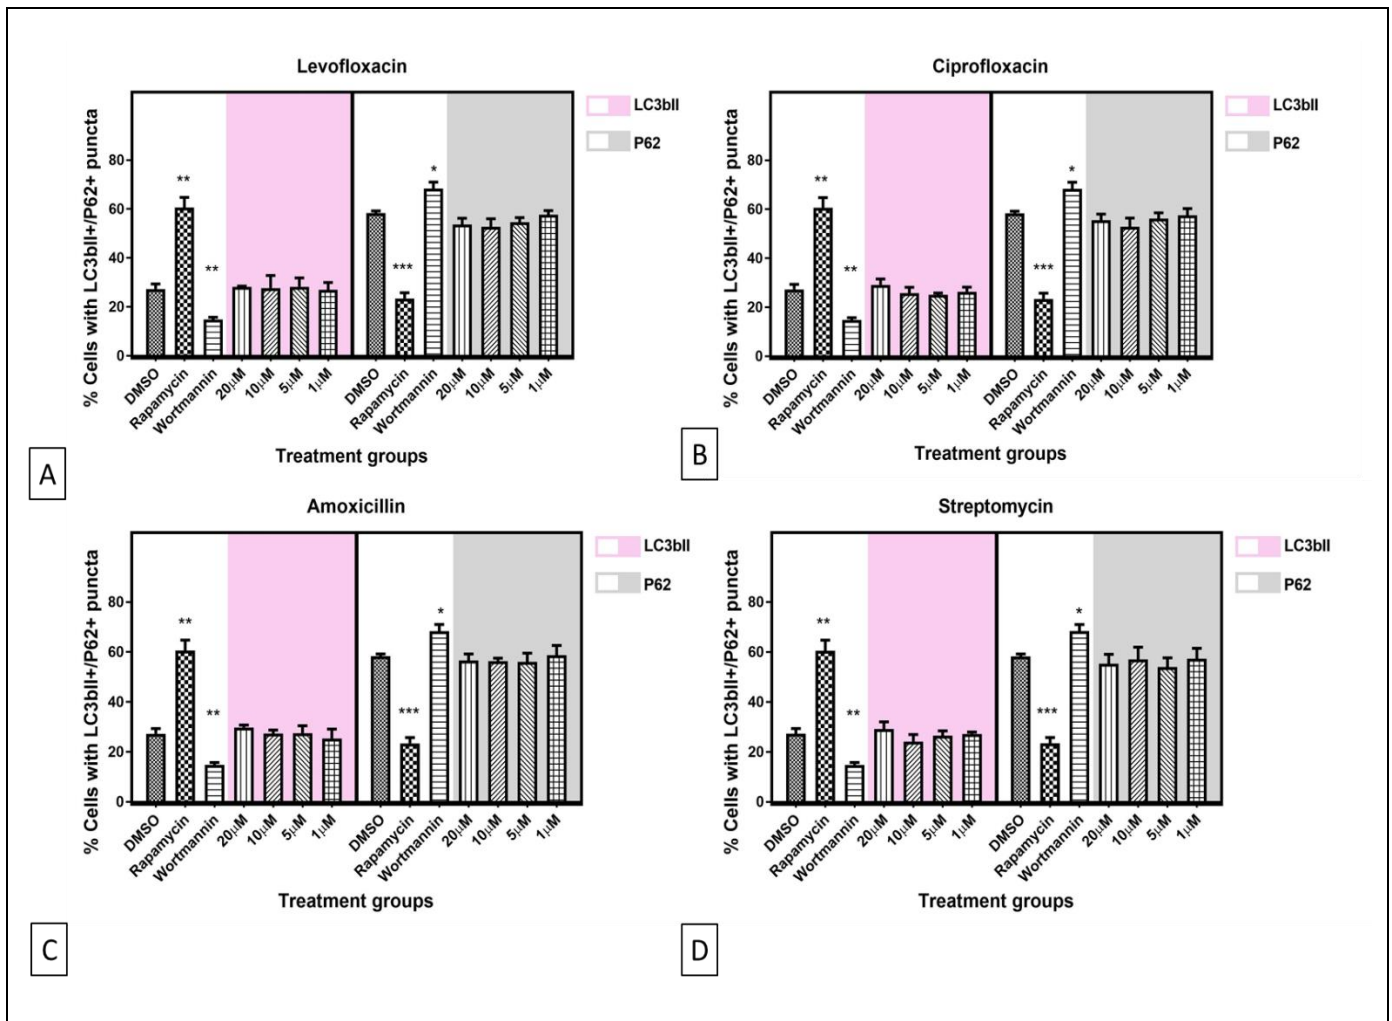 Levofloxacin
% Cells with LC3bII+/P62+ puncta
80
60
40
20
0
**
**
***
*
DMSO
Rapamycin
Wortmannin
20µM
10µM
5µM
1µM
DMSO
Rapamycin
Wortmannin
20µM
10µM
5µM
1µM
Treatment groups
LC3bII
P62
A
Ciprofloxacin
% Cells with LC3bII+/P62+ puncta
80
60
40
20
0
**
**
***
*
DMSO
Rapamycin
Wortmannin
20µM
10µM
5µM
1µM
DMSO
Rapamycin
Wortmannin
20µM
10µM
5µM
1µM
Treatment groups
LC3bII
P62
B
Amoxicillin
% Cells with LC3bII+/P62+ puncta
80
60
40
20
0
**
**
***
*
DMSO
Rapamycin
Wortmannin
20µM
10µM
5µM
1µM
DMSO
Rapamycin
Wortmannin
20µM
10µM
5µM
1µM
Treatment groups
LC3bII
P62
C
Streptomycin
% Cells with LC3bII+/P62+ puncta
80
60
40
20
0
**
**
***
*
DMSO
Rapamycin
Wortmannin
20µM
10µM
5µM
1µM
DMSO
Rapamycin
Wortmannin
20µM
10µM
5µM
1µM
Treatment groups
LC3bII
P62
D